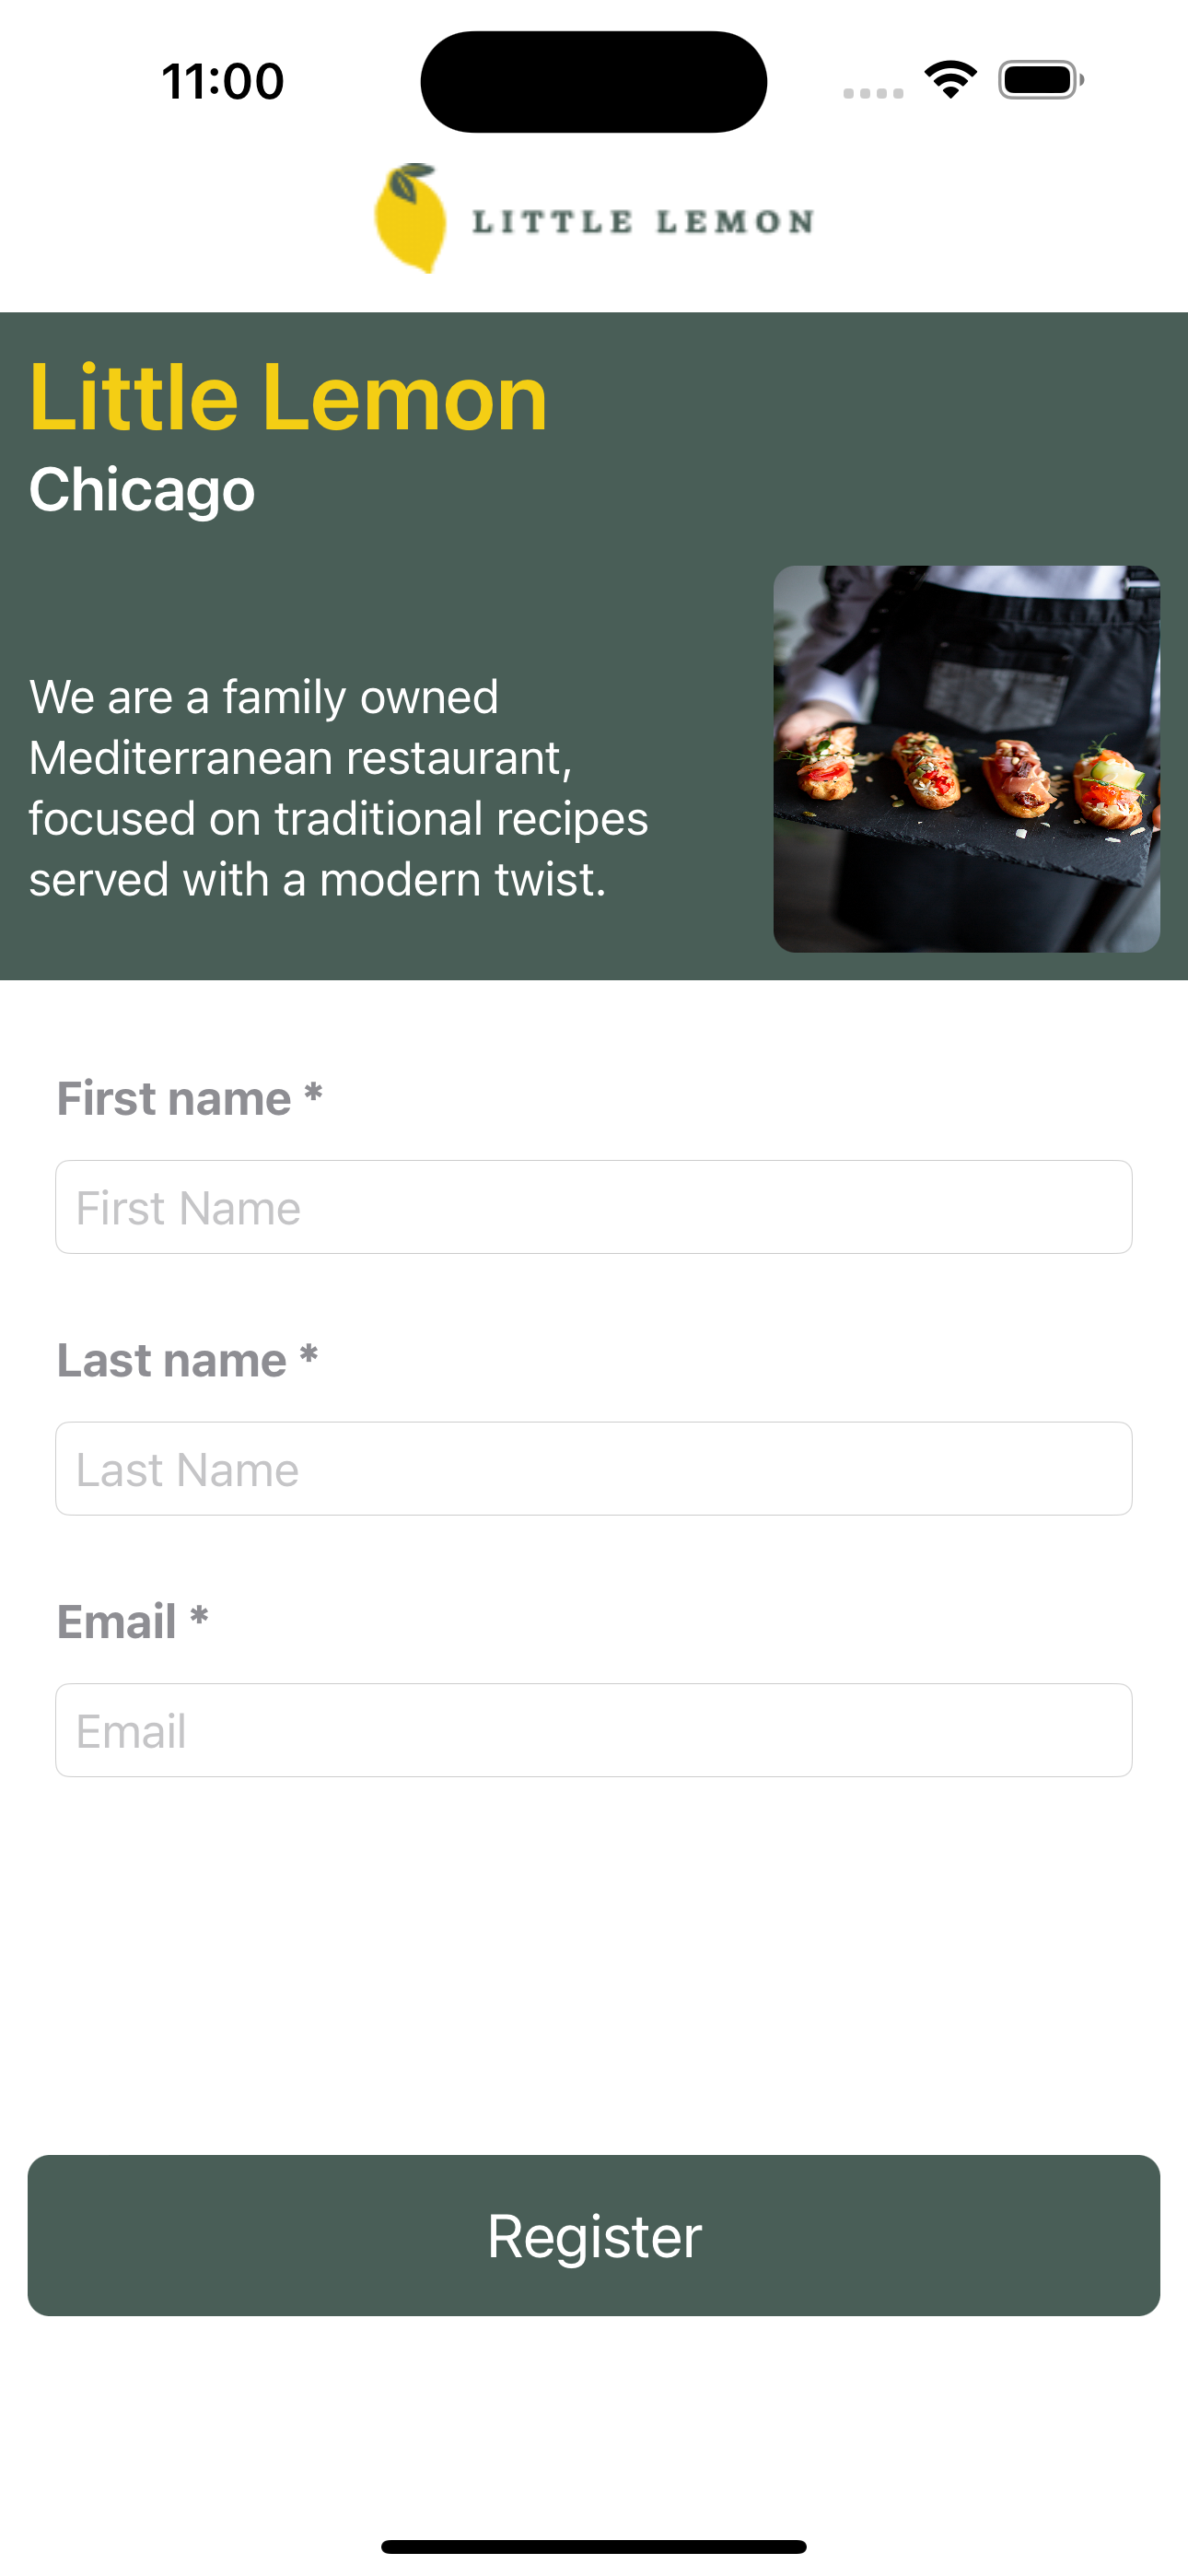 11:00
LITTLE LEMON
Little Lemon
Chicago
We are a family owned
Mediterranean restaurant,
focused on traditional recipes
served with a modern twist.
First name *
First Name
Last name *
Last Name
Email *
Email
Register